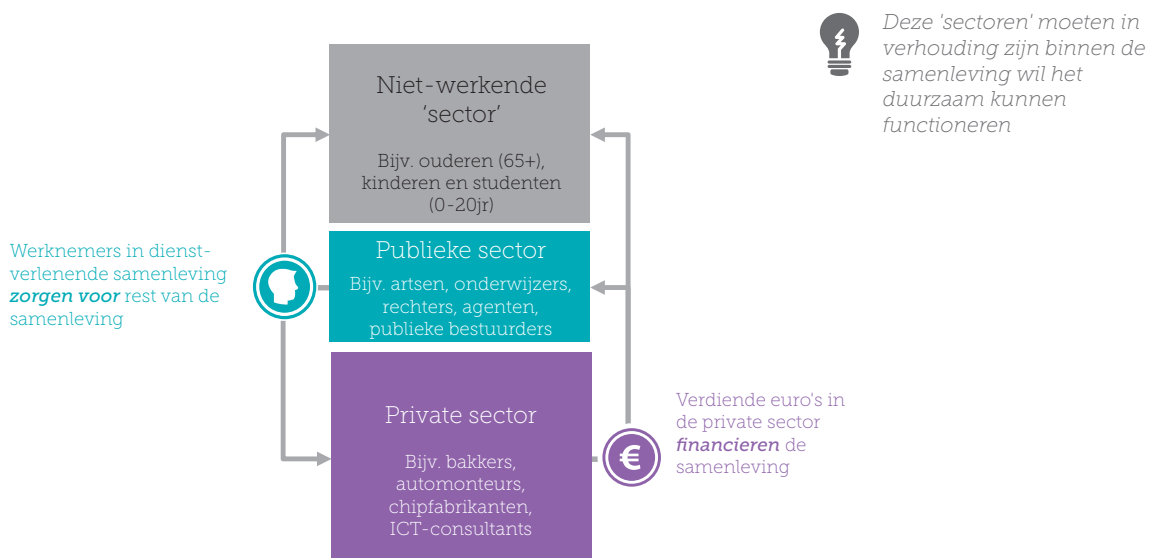 Deze 'sectoren' moeten in
verhouding zijn binnen de
samenleving wil het
duurzaam kunnen
functioneren
Niet-werkende
‘sector’
Bijv. ouderen (65+),
kinderen en studenten
(0-20jr)
Werknemers in dienst-
verlenende samenleving
zorgen voor rest van de
samenleving
Publieke sector
Bijv. artsen, onderwijzers,
rechters, agenten,
publieke bestuurders
Private sector
Bijv. bakkers,
automonteurs,
chipfabrikanten,
ICT-consultants
€
Verdiende euro's in
de private sector
financieren de
samenleving